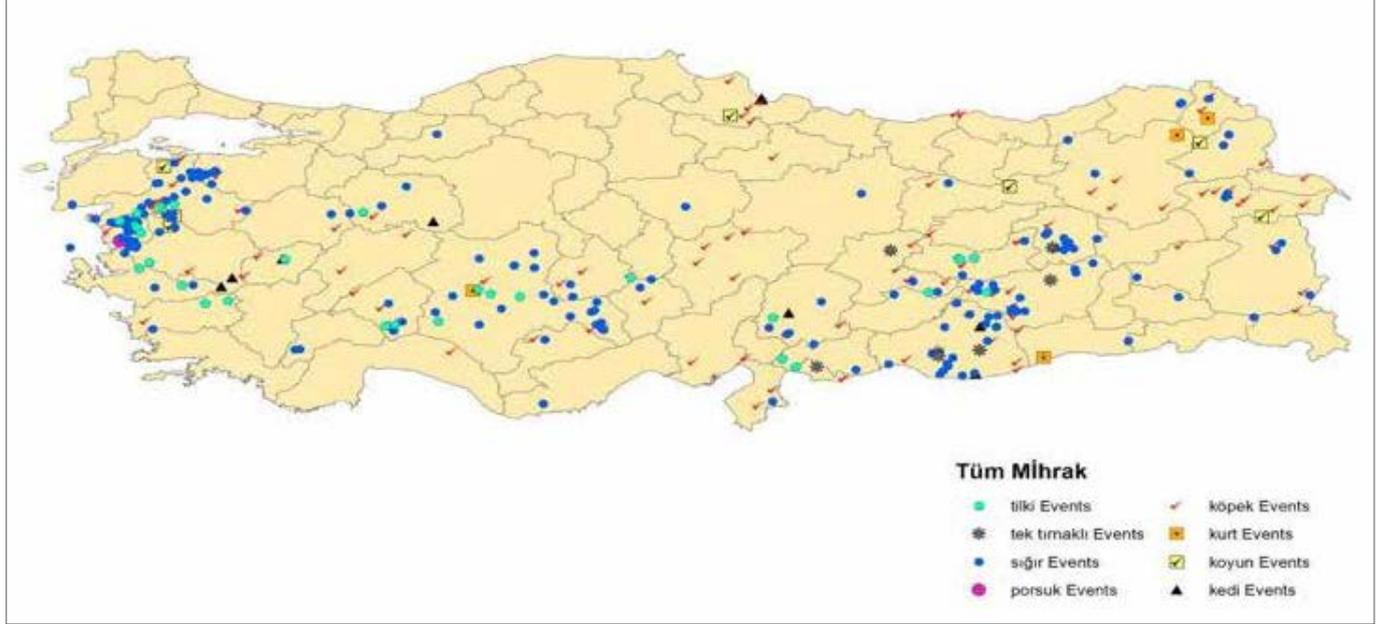 Tüm Mİhrak
tilki Events
tek tırnaklı Events
sığır Events
porsuk Events
köpek Events
kurt Events
koyun Events
kedi Events